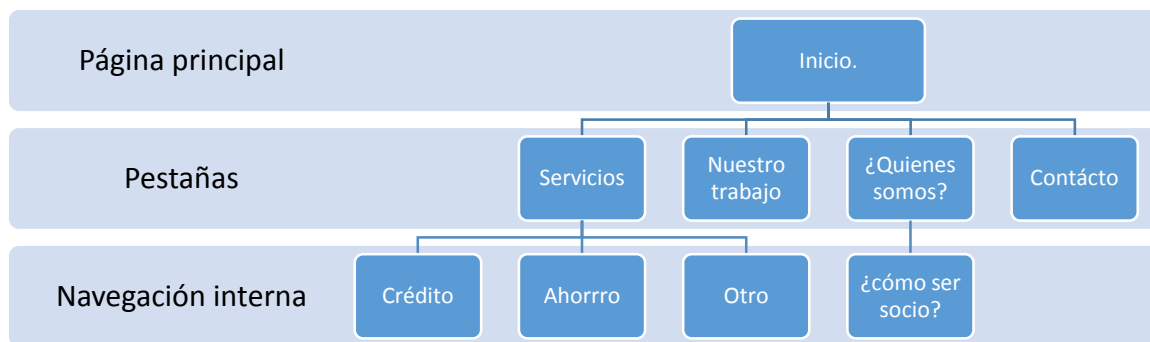 Página principal
Inicio.
Pestañas
Servicios
Nuestro
trabajo
¿Quienes
somos?
Contácto
Navegación interna
Crédito
Ahorrro
Otro
¿cómo ser
socio?